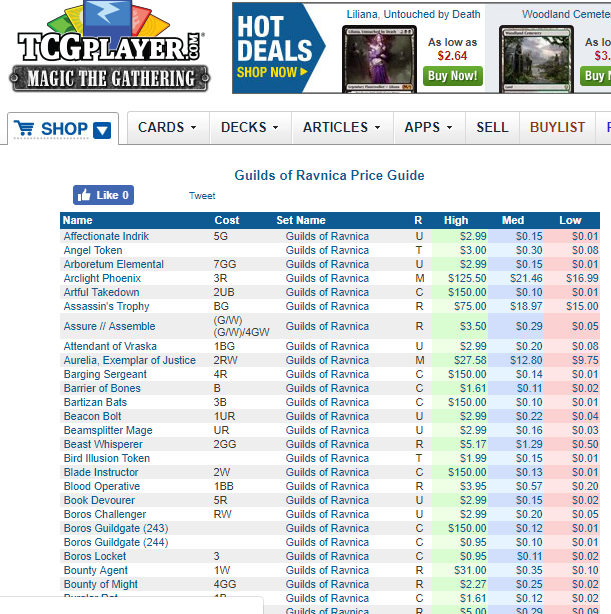 TCGPLAYER.COM
MAGIC THE GATHERING
HOT
DEALS
SHOP NOW
Liliana, Untouched by Death
As low as
$2.64
Buy Now!
Woodland Cemete
As lo
$3.
Buy N
SHOP
CARDS
DECKS
ARTICLES
APPS
SELL
BUYLIST
Guilds of Ravnica Price Guide
Like 0
Tweet
Name Cost Set Name R High Med Low
Affectionate Indrik 5G Guilds of Ravnica U $2.99 $0.15 $0.01
Angel Token Guilds of Ravnica T $3.00 $0.30 $0.08
Arboretum Elemental 7GG Guilds of Ravnica U $2.99 $0.15 $0.01
Arclight Phoenix 3R Guilds of Ravnica M $125.50 $21.46 $16.99
Artful Takedown 2UB Guilds of Ravnica C $150.00 $0.10 $0.01
Assassin's Trophy BG Guilds of Ravnica R $75.00 $18.97 $15.00
Assure // Assemble (G/W)(G/W)/4GW Guilds of Ravnica R $3.50 $0.29 $0.05
Attendant of Vraska 1BG Guilds of Ravnica U $2.99 $0.20 $0.08
Aurelia, Exemplar of Justice 2RW Guilds of Ravnica M $27.58 $12.80 $9.75
Barging Sergeant 4R Guilds of Ravnica C $150.00 $0.14 $0.01
Barrier of Bones B Guilds of Ravnica C $1.61 $0.11 $0.02
Bartizan Bats 3B Guilds of Ravnica C $150.00 $0.10 $0.01
Beacon Bolt 1UR Guilds of Ravnica U $2.99 $0.22 $0.04
Beamsplitter Mage UR Guilds of Ravnica U $2.99 $0.16 $0.03
Beast Whisperer 2GG Guilds of Ravnica R $5.17 $1.29 $0.50
Bird Illusion Token Guilds of Ravnica T $1.99 $0.15 $0.01
Blade Instructor 2W Guilds of Ravnica C $150.00 $0.13 $0.01
Blood Operative 1BB Guilds of Ravnica R $3.95 $0.57 $0.20
Book Devourer 5R Guilds of Ravnica U $2.99 $0.15 $0.02
Boros Challenger RW Guilds of Ravnica U $2.99 $0.20 $0.05
Boros Guildgate (243) Guilds of Ravnica C $150.00 $0.12 $0.01
Boros Guildgate (244) Guilds of Ravnica C $0.95 $0.10 $0.01
Boros Locket 3 Guilds of Ravnica C $0.95 $0.11 $0.02
Bounty Agent 1W Guilds of Ravnica R $31.00 $0.35 $0.10
Bounty of Might 4GG Guilds of Ravnica R $2.27 $0.25 $0.02
Burglar Rat 1B Guilds of Ravnica C $1.61 $0.12 $0.02
Guilds of Ravnica R $5.00 $0.29 $0.09